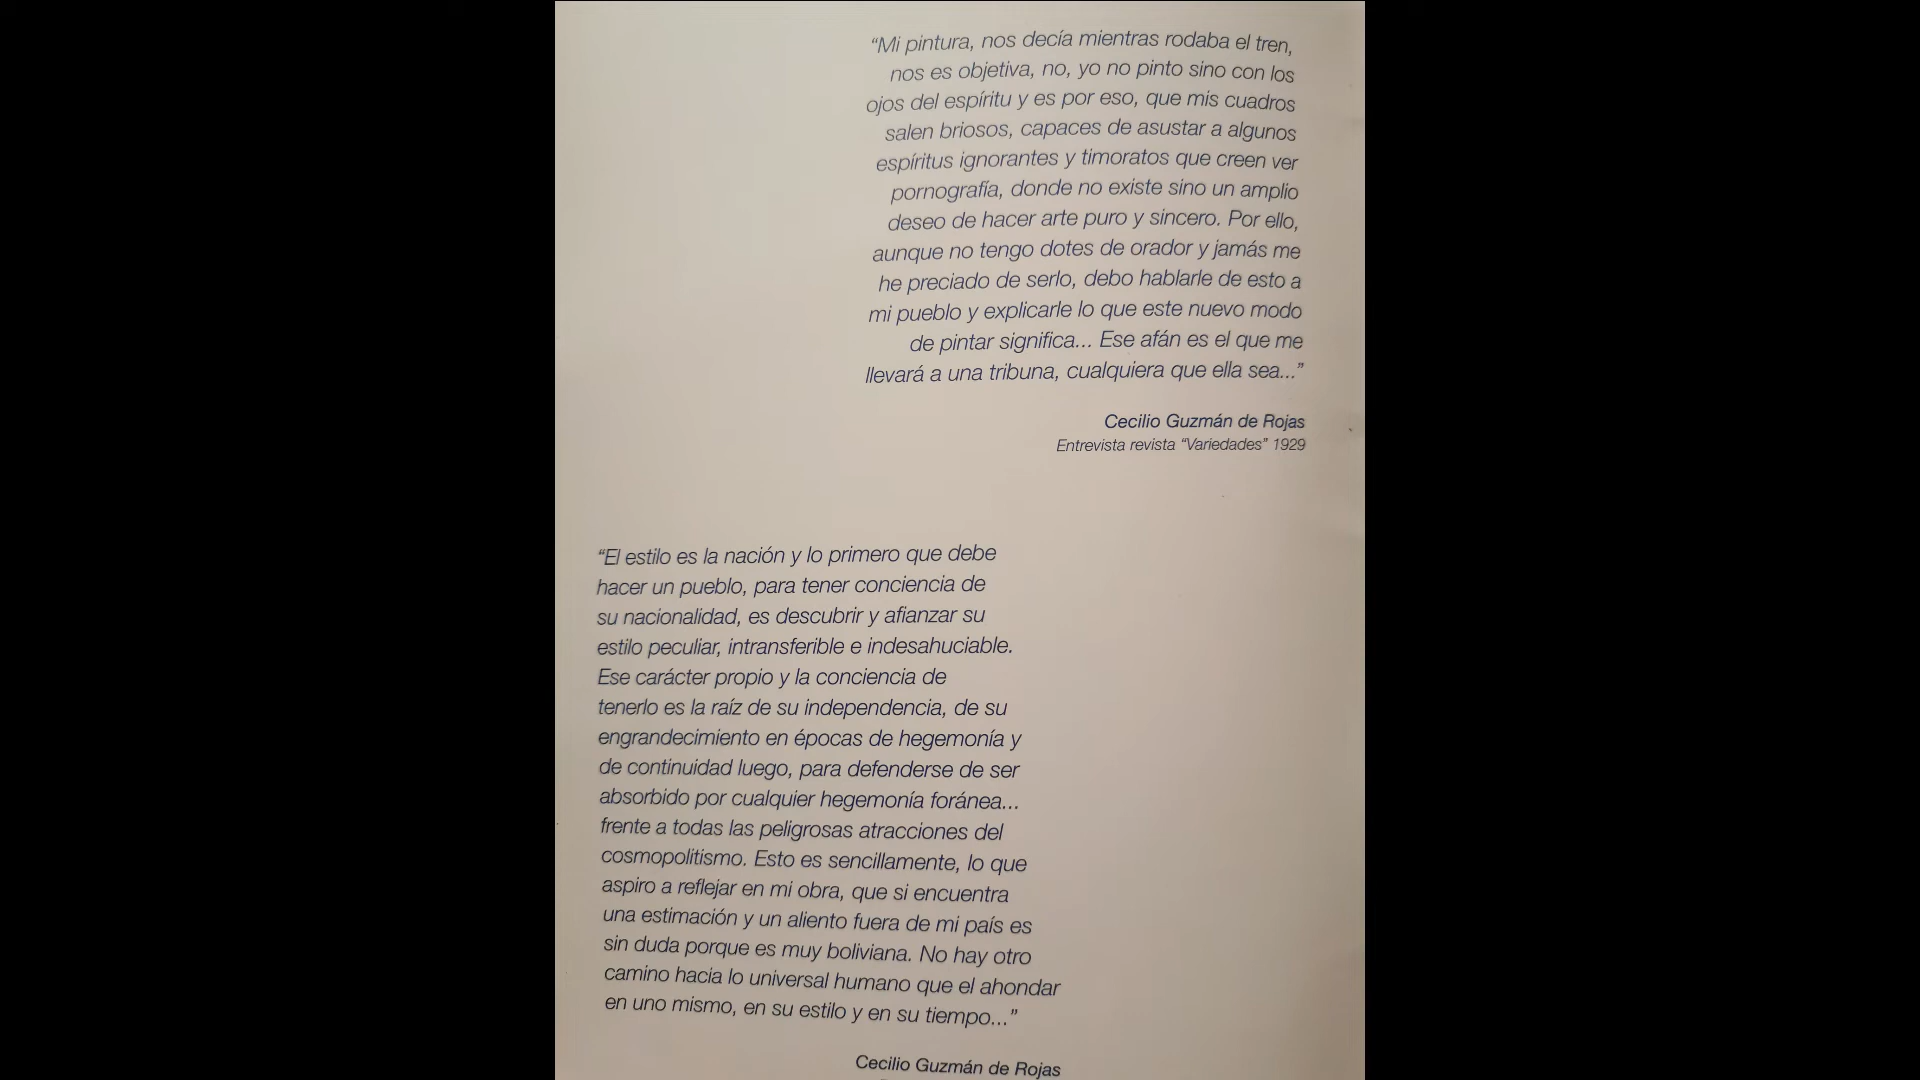 “Mi pintura, nos decía mientras rodaba el tren,
nos es objetiva, no, yo no pinto sino con los
ojos del espíritu y es por eso, que mis cuadros
salen briosos, capaces de asustar a algunos
espíritus ignorantes y timoratos que creen ver
pornografía, donde no existe sino un amplio
deseo de hacer arte puro y sincero. Por ello,
aunque no tengo dotes de orador y jamás me
he preciado de serlo, debo hablarle de esto a
mi pueblo y explicarle lo que este nuevo modo
de pintar significa... Ese afán es el que me
llevará a una tribuna, cualquiera que ella sea...”
Cecilio Guzmán de Rojas
Entrevista revista “Variedades” 1929
“El estilo es la nación y lo primero que debe
hacer un pueblo, para tener conciencia de
su nacionalidad, es descubrir y afianzar su
estilo peculiar, intransferible e indesahuciable.
Ese carácter propio y la conciencia de
tenerlo es la raíz de su independencia, de su
engrandecimiento en épocas de hegemonía y
de continuidad luego, para defenderse de ser
absorbido por cualquier hegemonía foránea...
frente a todas las peligrosas atracciones del
cosmopolitismo. Esto es sencillamente, lo que
aspiro a reflejar en mi obra, que si encuentra
una estimación y un aliento fuera de mi país es
sin duda porque es muy boliviana. No hay otro
camino hacia lo universal humano que el ahondar
en uno mismo, en su estilo y en su tiempo...”
Cecilio Guzmán de Rojas